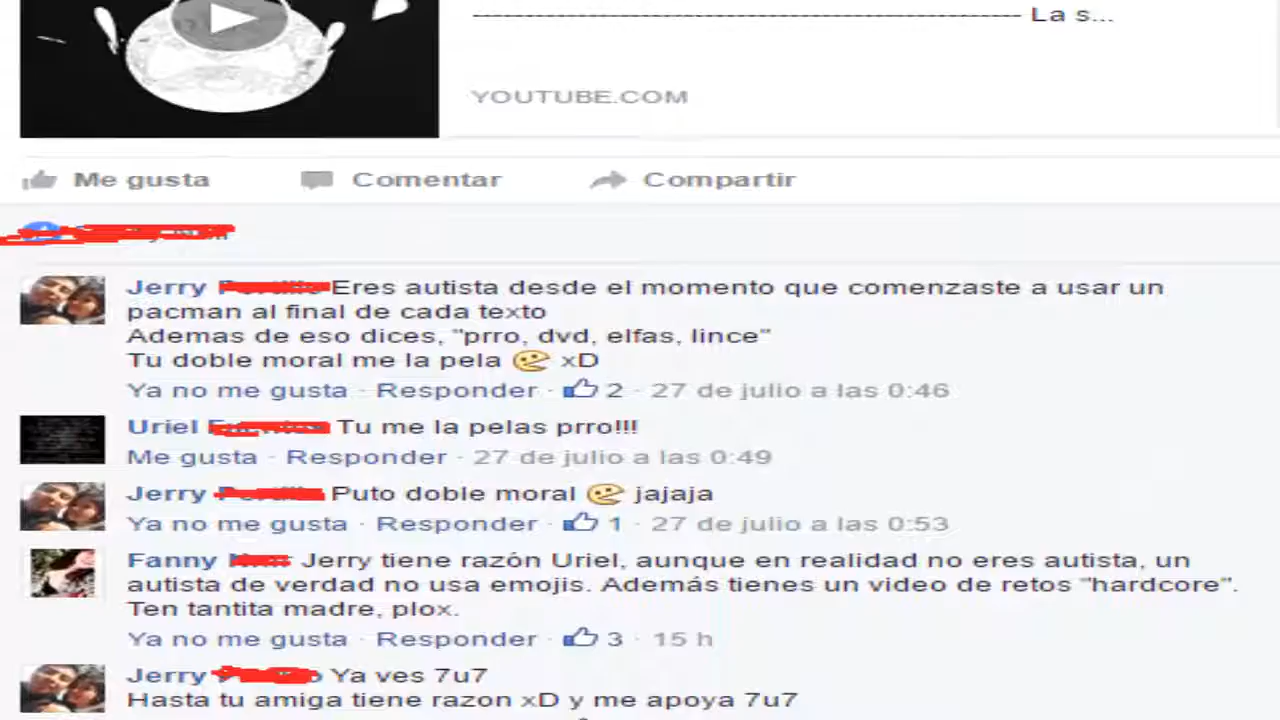 La s...
YOUTUBE.COM
Me gusta Comentar Compartir
Jerry Eres autista desde el momento que comenzaste a usar un
pacman al final de cada texto
Ademas de eso dices, "prro, dvd, elfas, lince"
Tu doble moral me la pela xD
Ya no me gusta · Responder · 2 · 27 de julio a las 0:46
Uriel Tu me la pelas prro!!!
Me gusta · Responder · 27 de julio a las 0:49
Jerry Puto doble moral jajaja
Ya no me gusta · Responder · 1 · 27 de julio a las 0:53
Fanny Jerry tiene razón Uriel, aunque en realidad no eres autista, un
autista de verdad no usa emojis. Además tienes un video de retos "hardcore".
Ten tantita madre, plox.
Ya no me gusta · Responder · 3 · 15 h
Jerry Ya ves 7u7
Hasta tu amiga tiene razon xD y me apoya 7u7